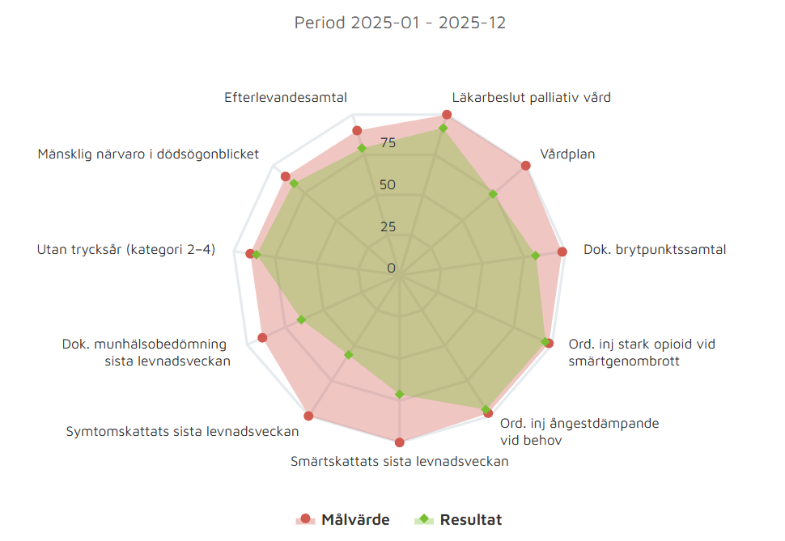 Period 2025-01 - 2025-12
Efterlevandesamtal
Läkarbeslut palliativ vård
75
Mänsklig närvaro i dödsögonblicket
Vårdplan
50
25
Utan trycksår (kategori 2–4)
Dok. brytpunktssamtal
0
Dok. munhälsobedömning
sista levnadsveckan
Ord. inj stark opioid vid
smärtgenombrott
Symtomskattats sista levnadsveckan
Ord. inj ångestdämpande
vid behov
Smärtskattats sista levnadsveckan
Målvärde
Resultat